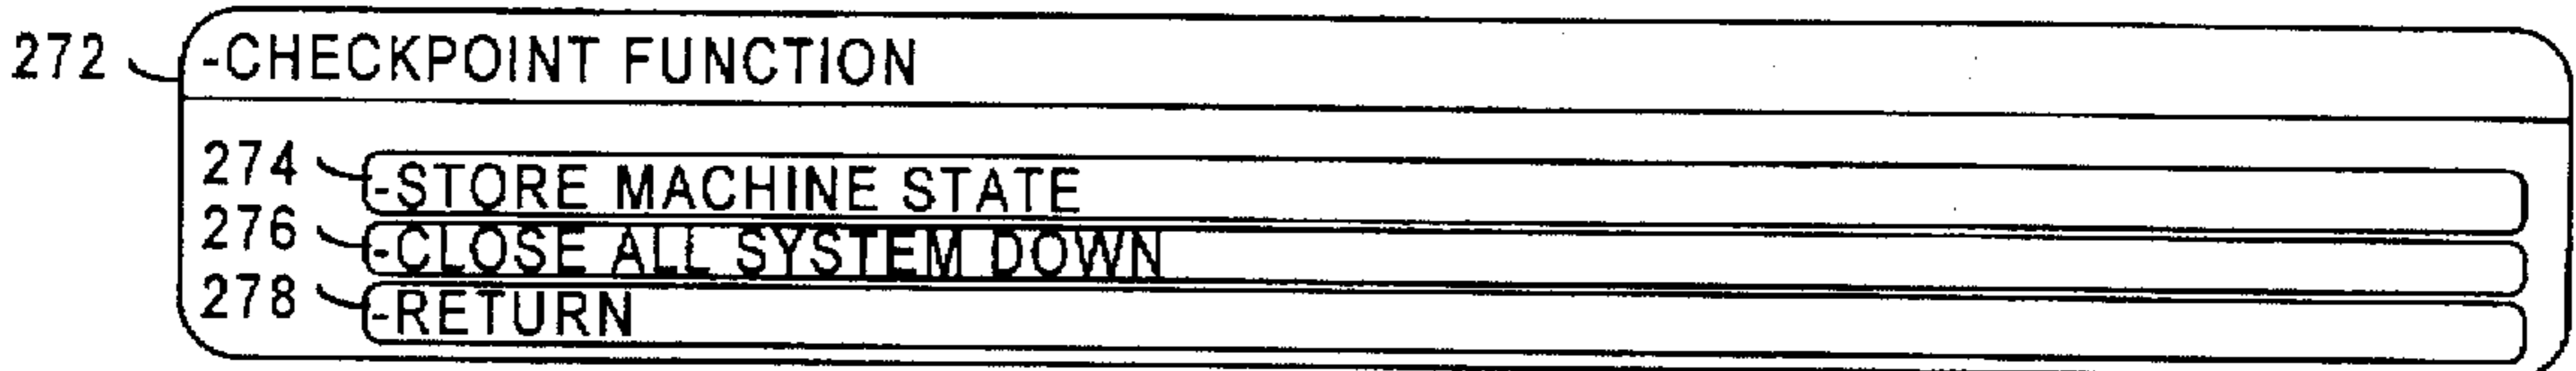 272 -CHECKPOINT FUNCTION
274 -STORE MACHINE STATE
276 -CLOSE ALL SYSTEM DOWN
278 -RETURN